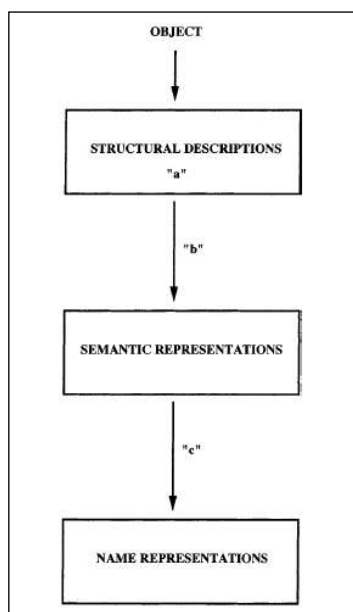 OBJECT
STRUCTURAL DESCRIPTIONS
"a"
"b"
SEMANTIC REPRESENTATIONS
"c"
NAME REPRESENTATIONS